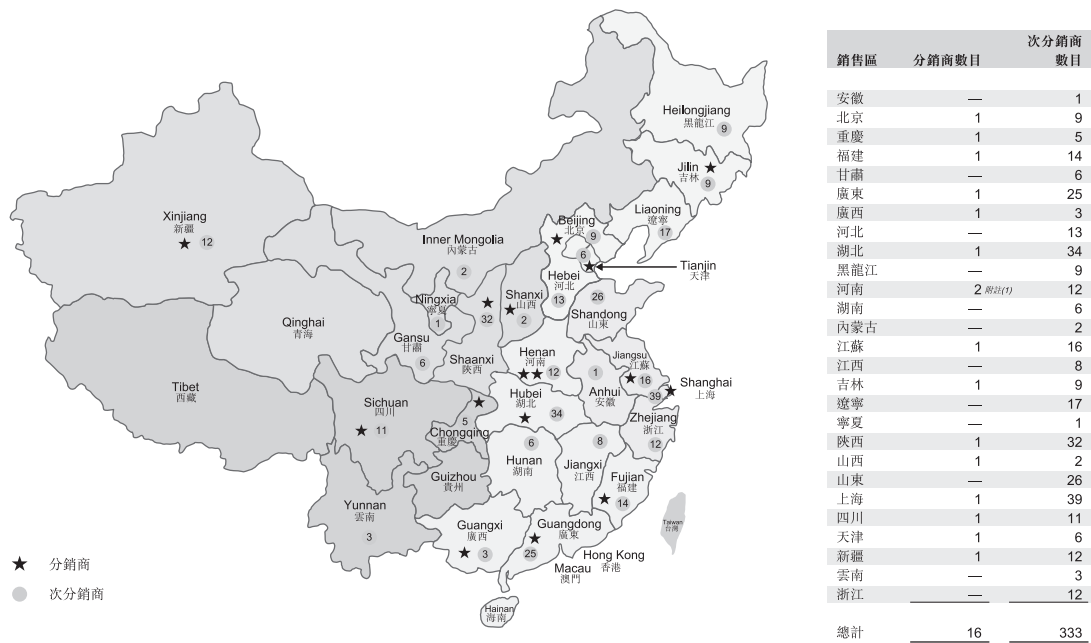 Heilongjiang
黑龍江
9
Jilin
吉林
9
Liaoning
遼寧
17
Xinjiang
新疆
12
Beijing
北京
9
6
Inner Mongolia
內蒙古
2
Tianjin
天津
Hebei
河北
13
Ningxia
寧夏
1
32
Shanxi
山西
2
26
Shandong
山東
Qinghai
青海
Gansu
甘肅
6
Shaanxi
陝西
Henan
河南
12
Jiangsu
江蘇
16
1
Anhui
安徽
39
Shanghai
上海
Tibet
西藏
Sichuan
四川
11
Hubei
湖北
34
5
Chongqing
重慶
Zhejiang
浙江
12
6
Hunan
湖南
8
Jiangxi
江西
Guizhou
貴州
Fujian
福建
14
Yunnan
雲南
3
Guangxi
廣西
3
Guangdong
廣東
25
Taiwan
台灣
Hong Kong
香港
Macau
澳門
Hainan
海南
★ 分銷商
次分銷商
次分銷商
銷售區 分銷商數目 數目
安徽 — 1
北京 1 9
重慶 1 5
福建 1 14
甘肅 — 6
廣東 1 25
廣西 1 3
河北 — 13
湖北 1 34
黑龍江 — 9
河南 2 附註(1) 12
湖南 — 6
內蒙古 — 2
江蘇 1 16
江西 — 8
吉林 1 9
遼寧 — 17
寧夏 — 1
陝西 1 32
山西 1 2
山東 — 26
上海 1 39
四川 1 11
天津 1 6
新疆 1 12
雲南 — 3
浙江 — 12
總計 16 333